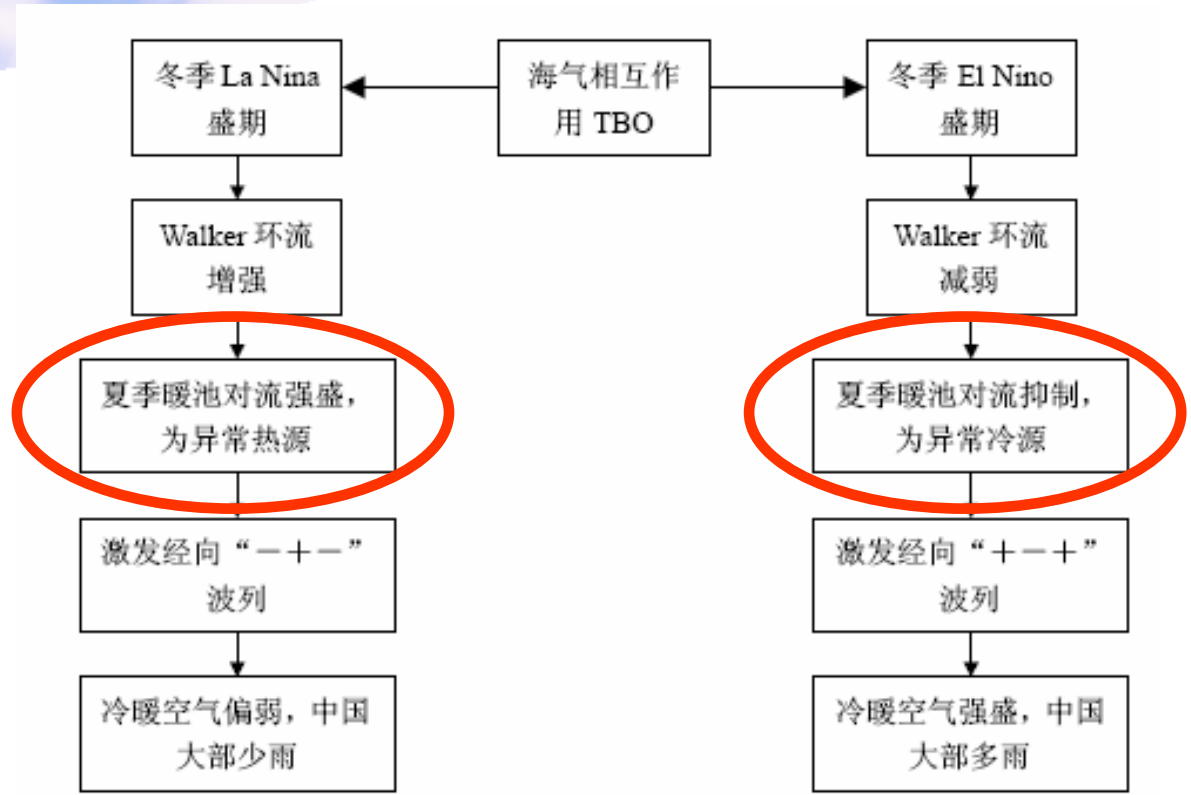 冬季 La Nina
盛期
海气相互作
用 TBO
冬季 El Nino
盛期
Walker 环流
增强
Walker 环流
减弱
夏季暖池对流强盛，
为异常热源
夏季暖池对流抑制，
为异常冷源
激发经向“－＋－”
波列
激发经向“＋－＋”
波列
冷暖空气偏弱，中国
大部少雨
冷暖空气强盛，中国
大部多雨